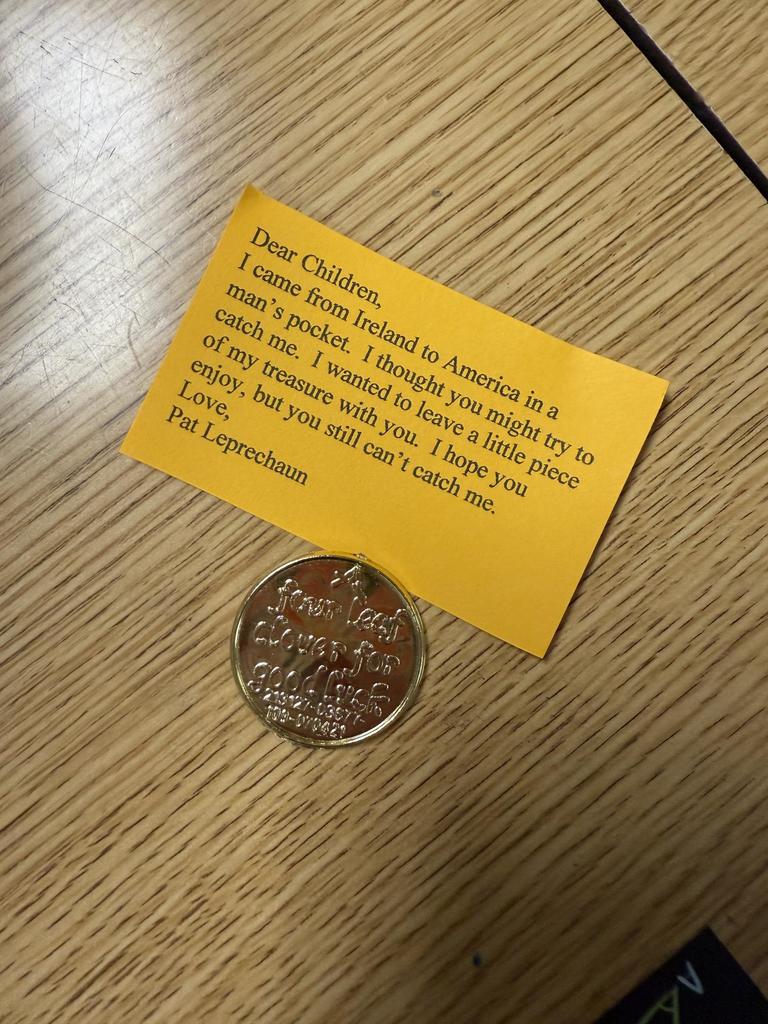 Dear Children,
I came from Ireland to America in a
man's pocket. I thought you might try to
catch me. I wanted to leave a little piece
of my treasure with you. I hope you
enjoy, but you still can't catch me.
Love,
Pat Leprechaun
A
four leaf
clover for
good luck